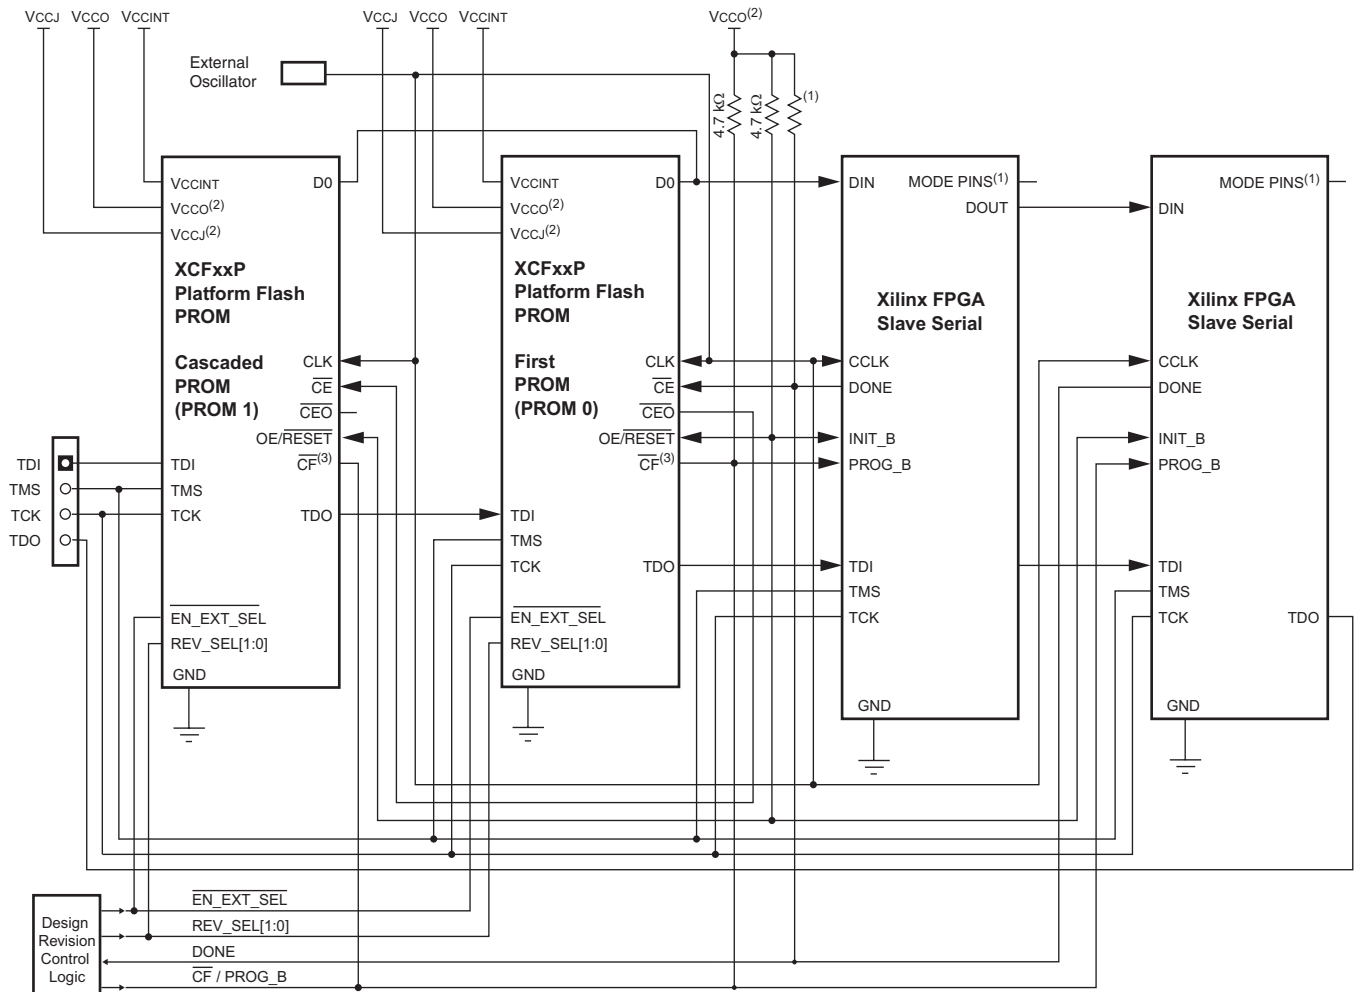 VCCJ VCCO VCCINT
VCCJ VCCO VCCINT
VCCO(2)
External
Oscillator
4.7 kΩ
4.7 kΩ
(1)
VCCINT
VCCO(2)
VCCJ(2)
D0
XCFxxP
Platform Flash
PROM
Cascaded
PROM
(PROM 1)
CLK
CE
CEO
OE/RESET
CF(3)
TDI
TMS
TCK
TDO
TDI
TMS
TCK
TDO
EN_EXT_SEL
REV_SEL[1:0]
GND
VCCINT
VCCO(2)
VCCJ(2)
D0
XCFxxP
Platform Flash
PROM
First
PROM
(PROM 0)
CLK
CE
CEO
OE/RESET
CF(3)
TDI
TMS
TCK
TDO
EN_EXT_SEL
REV_SEL[1:0]
GND
DIN
MODE PINS(1)
DOUT
Xilinx FPGA
Slave Serial
CCLK
DONE
INIT_B
PROG_B
TDI
TMS
TCK
GND
MODE PINS(1)
DIN
Xilinx FPGA
Slave Serial
CCLK
DONE
INIT_B
PROG_B
TDI
TMS
TCK
TDO
GND
Design
Revision
Control
Logic
EN_EXT_SEL
REV_SEL[1:0]
DONE
CF / PROG_B